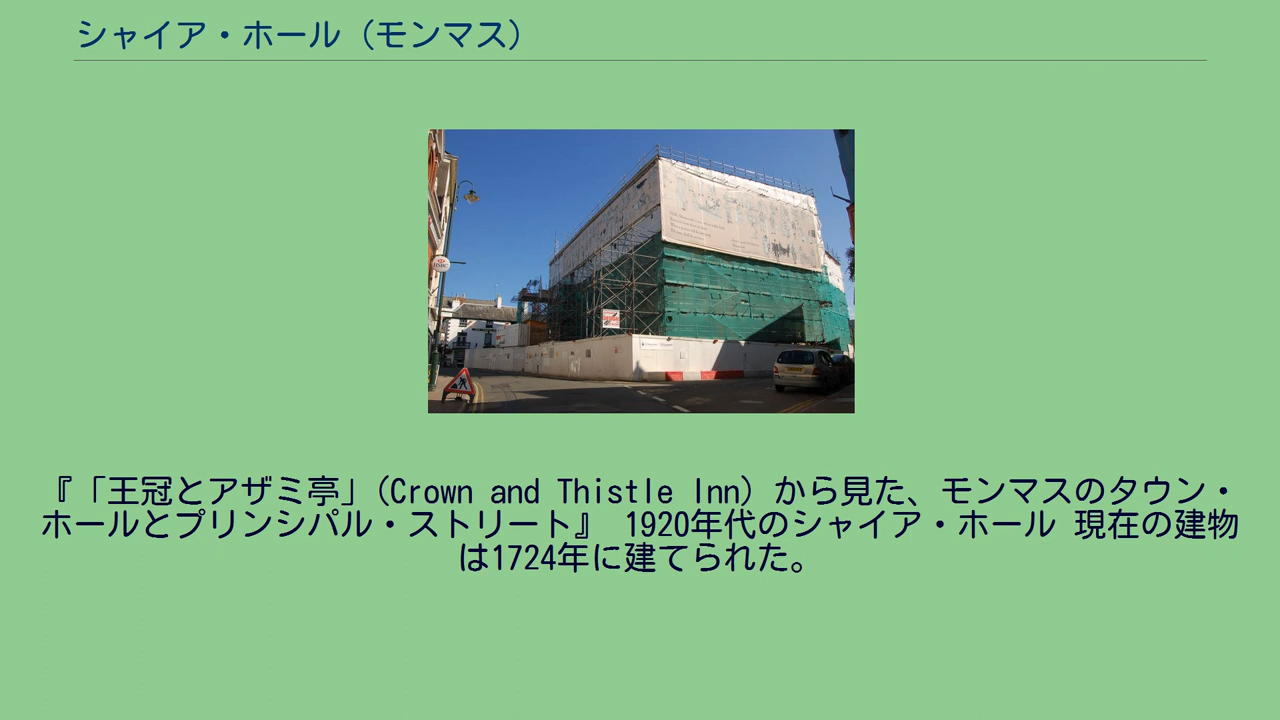 シャイア・ホール（モンマス）
HSBC
『「王冠とアザミ亭」（Crown and Thistle Inn）から見た、モンマスのタウン・
ホールとプリンシパル・ストリート』 1920年代のシャイア・ホール 現在の建物
は1724年に建てられた。